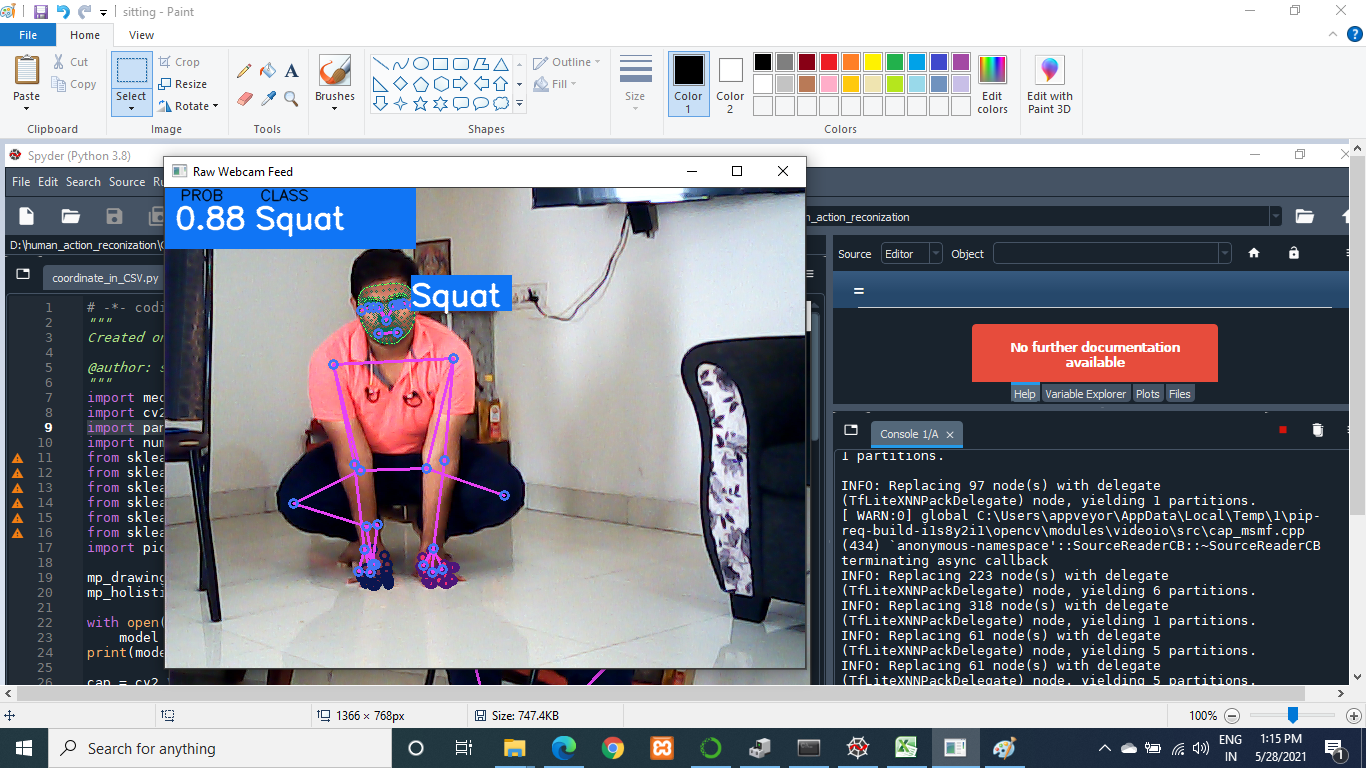 sitting - Paint
File Home View
Paste
Cut
Copy
Clipboard
Select
Crop
Resize
Rotate
Image
A
Tools
Brushes
Outline
Fill
Shapes
Size
Color 1
Color 2
Edit colors
Edit with Paint 3D
Colors
Spyder (Python 3.8)
File Edit Search Source Ru
Raw Webcam Feed
PROB CLASS
0.88 Squat
Squat
n_action_reconization
D:\human_action_reconization\
coordinate_in_CSV.py
1 # -*- codi
2 """
3 Created on
4
5 @author: s
6 """
7 import med
8 import cv2
9 import pan
10 import num
11 from sklea
12 from sklea
13 from sklea
14 from sklea
15 from sklea
16 from sklea
17 import pic
18
19 mp_drawing
20 mp_holisti
21
22 with open(
23 model
24 print(mode
25
26 cap = cv2
Source Editor Object
=
No further documentation
available
Help Variable Explorer Plots Files
Console 1/A
1 partitions.
INFO: Replacing 97 node(s) with delegate
(TfLiteXNNPackDelegate) node, yielding 1 partitions.
[ WARN:0] global C:\Users\appveyor\AppData\Local\Temp\1\pip-
req-build-i1s8y2i1\opencv\modules\videoio\src\cap_msmf.cpp
(434) `anonymous-namespace'::SourceReaderCB::~SourceReaderCB
terminating async callback
INFO: Replacing 223 node(s) with delegate
(TfLiteXNNPackDelegate) node, yielding 6 partitions.
INFO: Replacing 318 node(s) with delegate
(TfLiteXNNPackDelegate) node, yielding 1 partitions.
INFO: Replacing 61 node(s) with delegate
(TfLiteXNNPackDelegate) node, yielding 5 partitions.
INFO: Replacing 61 node(s) with delegate
(TfLiteXNNPackDelegate) node, yielding 5 partitions.
1366 × 768px
Size: 747.4KB
100%
Search for anything
ENG
IN
1:15 PM
5/28/2021
1